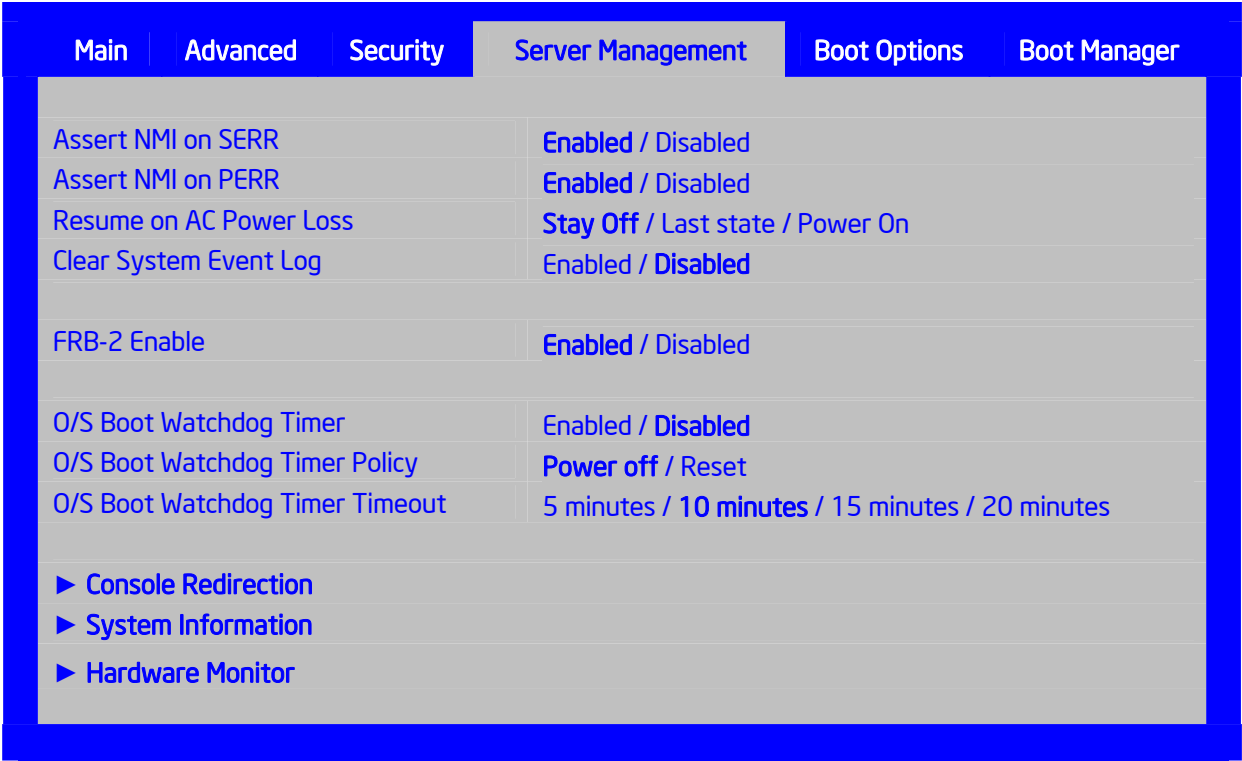 Main Advanced Security Server Management Boot Options Boot Manager
Assert NMI on SERR Enabled / Disabled
Assert NMI on PERR Enabled / Disabled
Resume on AC Power Loss Stay Off / Last state / Power On
Clear System Event Log Enabled / Disabled
FRB-2 Enable Enabled / Disabled
O/S Boot Watchdog Timer Enabled / Disabled
O/S Boot Watchdog Timer Policy Power off / Reset
O/S Boot Watchdog Timer Timeout 5 minutes / 10 minutes / 15 minutes / 20 minutes
► Console Redirection
► System Information
► Hardware Monitor